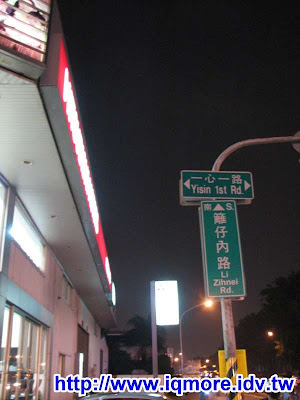 一心一路
Yisin 1st Rd.
南 S.
籬仔內路
Li Zihnei Rd.
http://www.iqmore.idv.tw